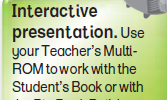 Interactive
presentation. Use
your Teacher's Multi-
ROM to work with the
Student's Book or with